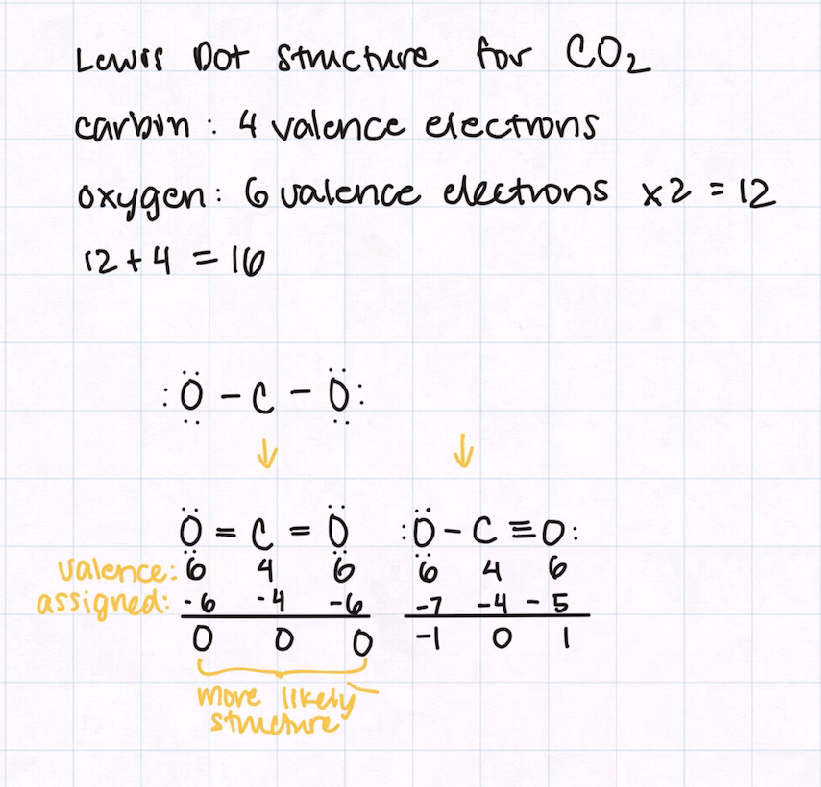 Lewis Dot structure for CO₂
carbon : 4 valence electrons
oxygen: 6 valence electrons x2 = 12
12 + 4 = 16
:Ö - C - Ö:
↓ ↓
Ö = C = Ö :Ö - C ≡ O:
valence: 6 4 6 6 4 6
assigned: -6 -4 -6 -7 -4 -5
0 0 0 -1 0 1
more likely
structure